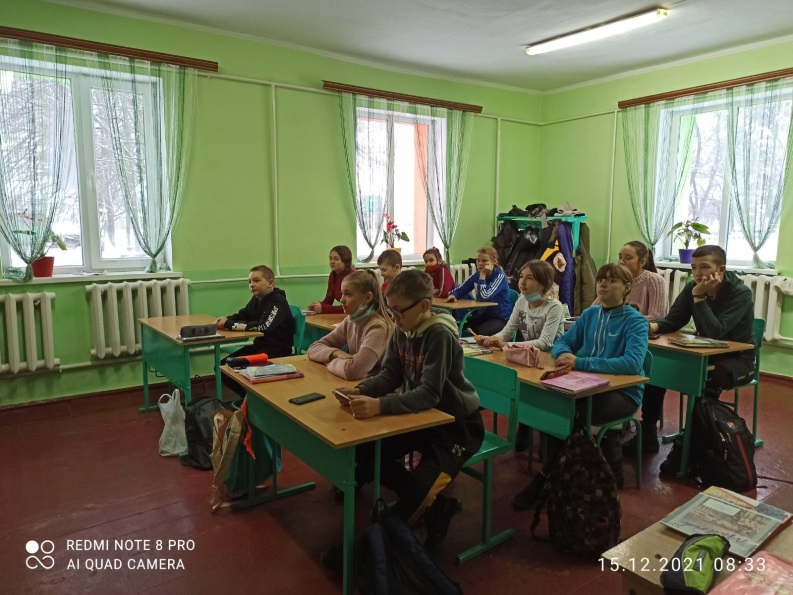 REDMI NOTE 8 PRO
AI QUAD CAMERA
15.12.2021 08:33